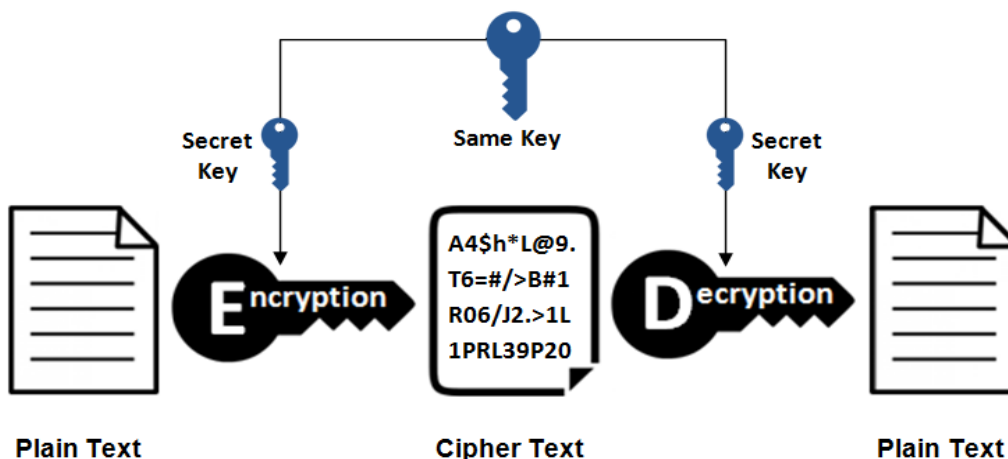 Same Key
Secret
Key
Secret
Key
Encryption
A4$h*L@9.
T6=#/>B#1
R06/J2.>1L
1PRL39P20
Decryption
Plain Text
Cipher Text
Plain Text